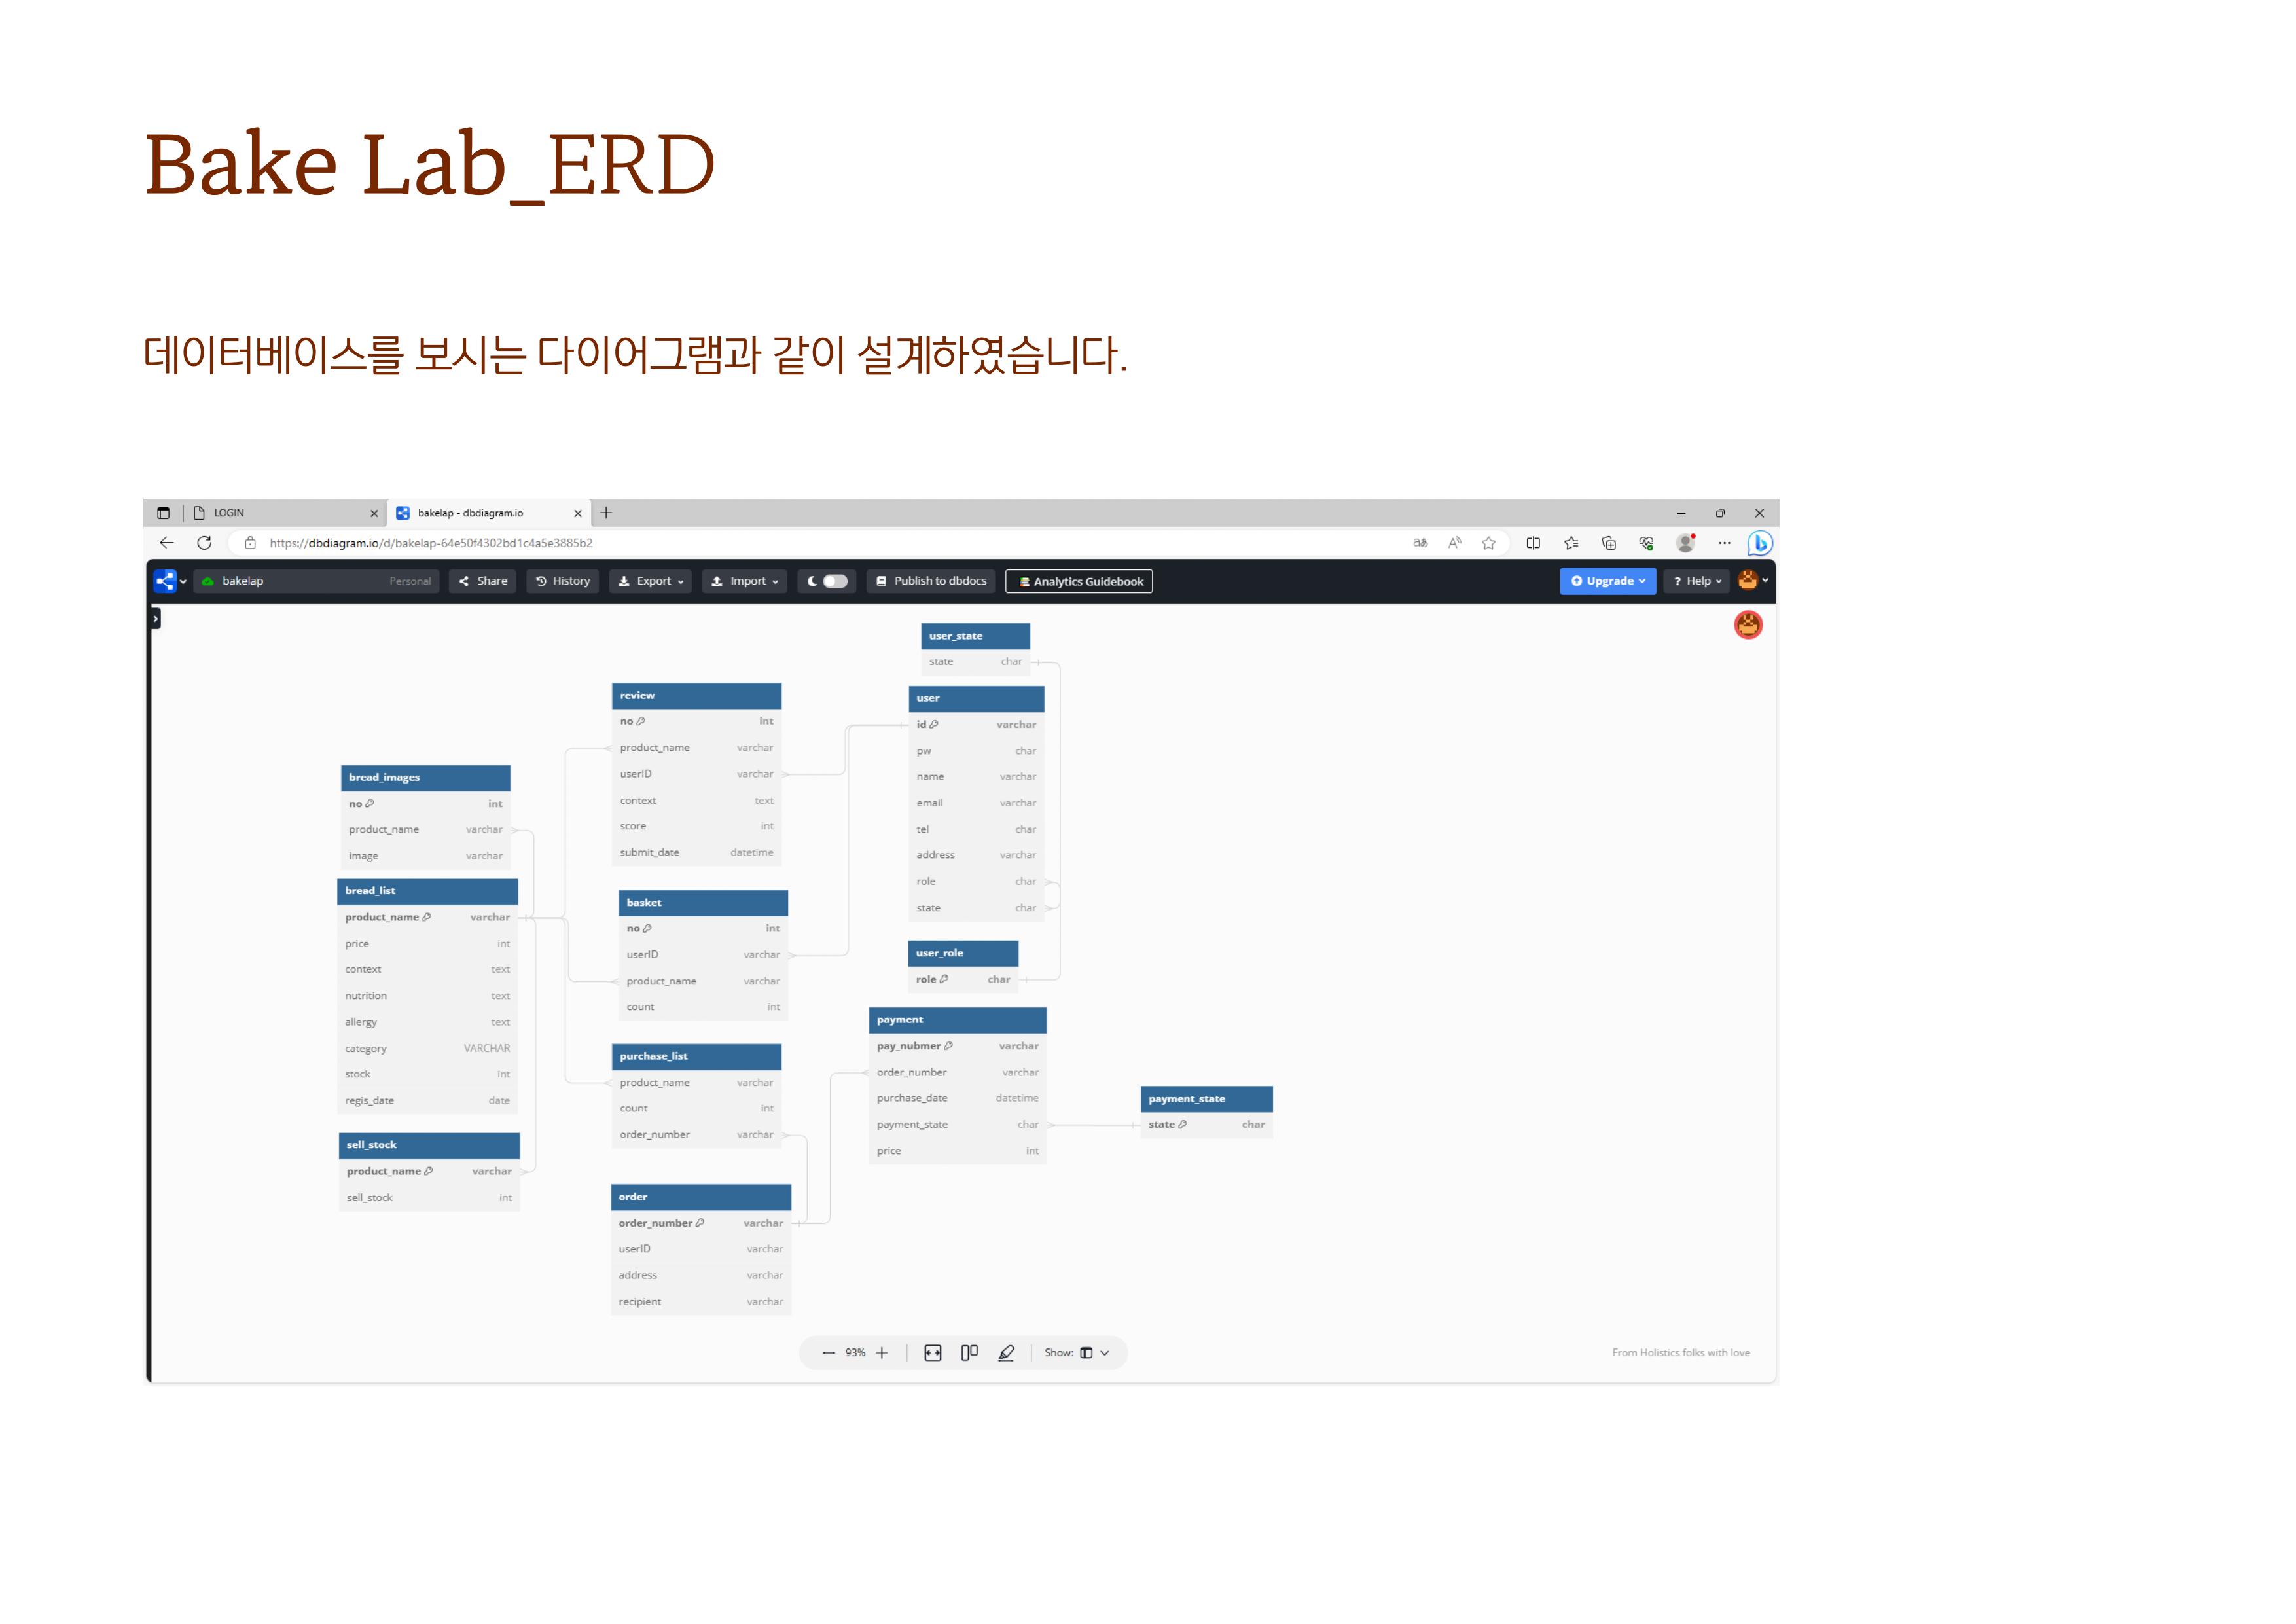 Bake Lab_ERD
데이터베이스를 보시는 다이어그램과 같이 설계하였습니다.
LOGIN
bakelap - dbdiagram.io
https://dbdiagram.io/d/bakelap-64e50f4302bd1c4a5e3885b2
bakelap Personal Share History Export Import Publish to dbdocs Analytics Guidebook Upgrade ? Help
user_state
state char
review
no int
product_name varchar
userID varchar
context text
score int
submit_date datetime
user
id varchar
pw char
name varchar
email varchar
tel char
address varchar
role char
state char
bread_images
no int
product_name varchar
image varchar
bread_list
product_name varchar
price int
context text
nutrition text
allergy text
category VARCHAR
stock int
regis_date date
basket
no int
userID varchar
product_name varchar
count int
user_role
role char
purchase_list
product_name varchar
count int
order_number varchar
payment
pay_nubmer varchar
order_number varchar
purchase_date datetime
payment_state char
price int
payment_state
state char
sell_stock
product_name varchar
sell_stock int
order
order_number varchar
userID varchar
address varchar
recipient varchar
93% Show:
From Holistics folks with love